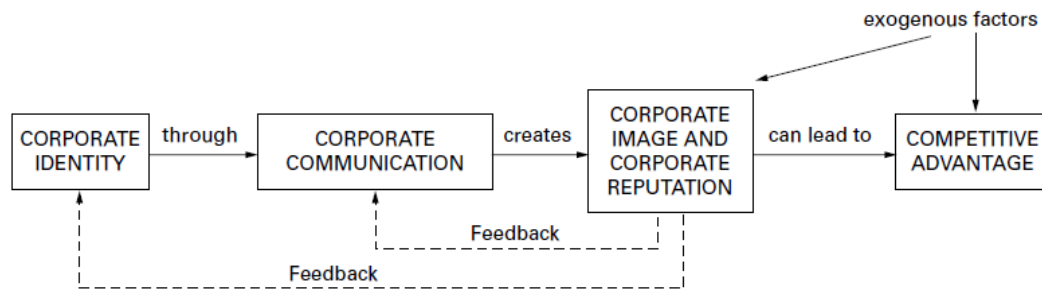 exogenous factors
CORPORATE
IDENTITY
through
CORPORATE
COMMUNICATION
creates
CORPORATE
IMAGE AND
CORPORATE
REPUTATION
can lead to
COMPETITIVE
ADVANTAGE
Feedback
Feedback